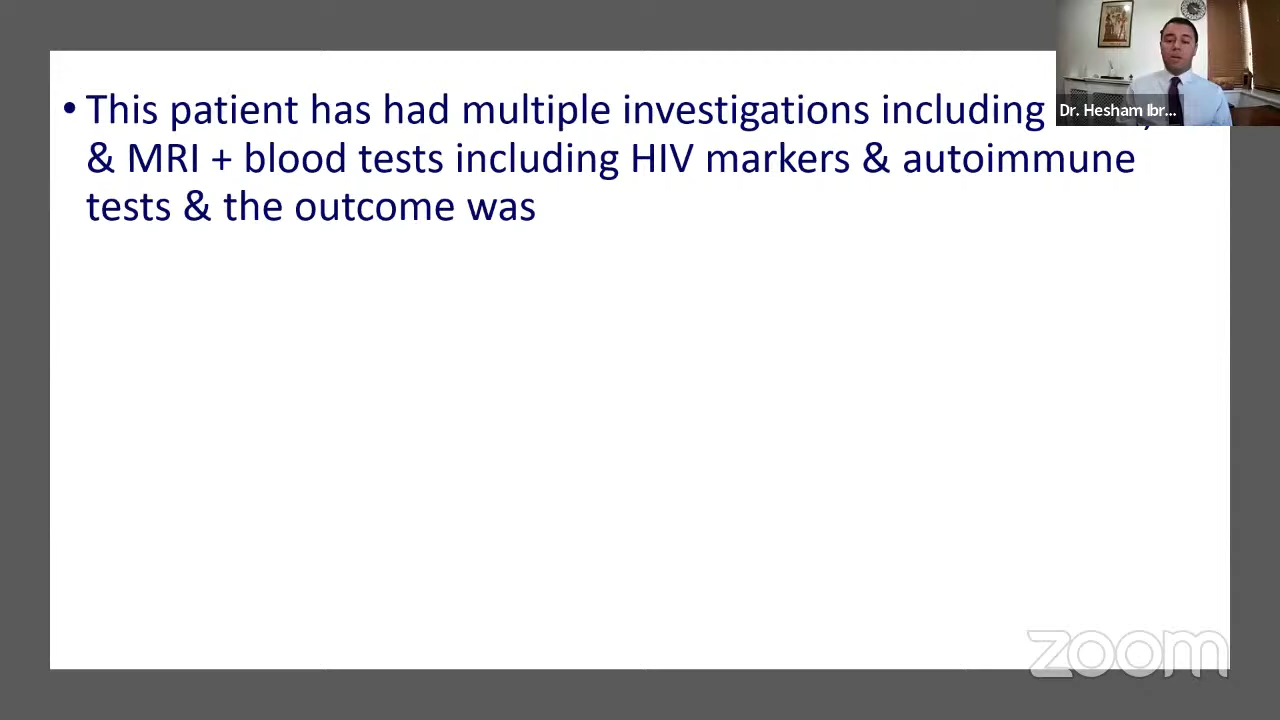 • This patient has had multiple investigations including
& MRI + blood tests including HIV markers & autoimmune
tests & the outcome was
Dr. Hesham Ibr...
zoom